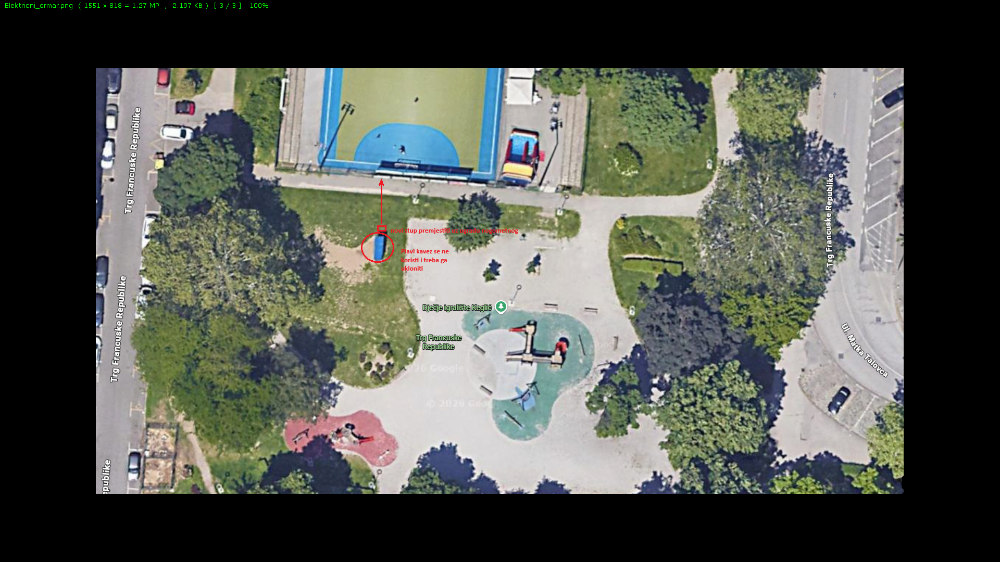 Elektricni_ormar.png ( 1551 x 818 = 1.27 MP , 2.197 KB ) [ 3 / 3 ] 100%
Trg Francuske Republike
novi stup premjestiti uz ogradu nogometnog
Trg Francuske Republike
Plavi kavez se ne
koristi i treba ga
ukloniti
Trg Francuske Republike
Dječje igralište Keglić
Trg Francuske
Republike
Ul. Matka Talovca
26 Google
© 2026 Goo
epublike